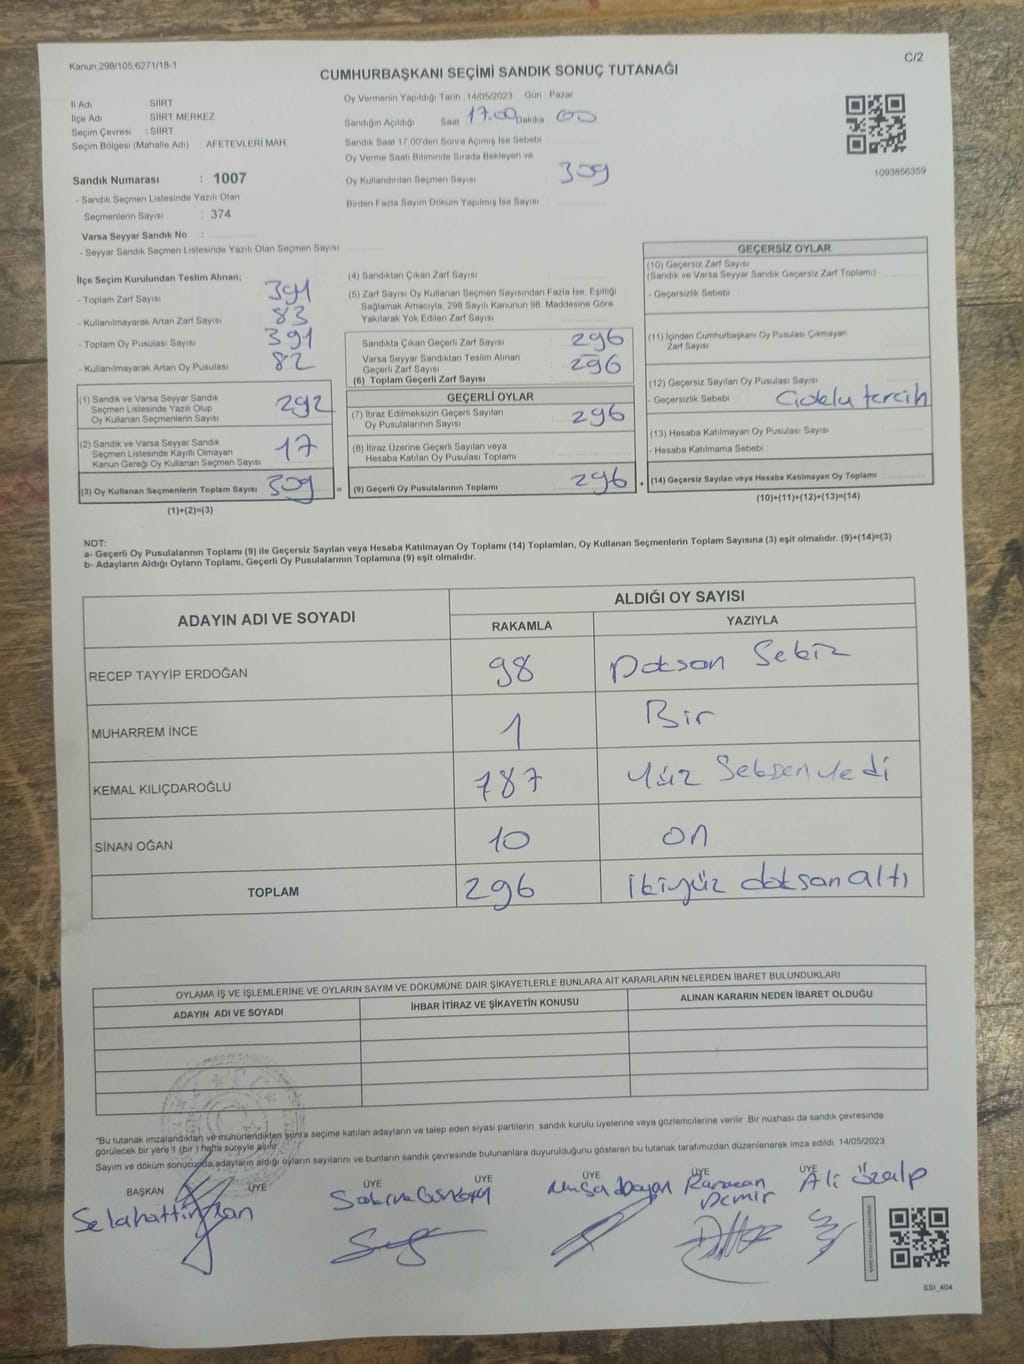 Kanun.298/105,6271/18-1
C/2
CUMHURBAŞKANI SEÇİMİ SANDIK SONUÇ TUTANAĞI
İl Adı : SİİRT
İlçe Adı : SİİRT MERKEZ
Seçim Çevresi : SİİRT
Seçim Bölgesi (Mahalle Adı) : AFETEVLERİ MAH.
Sandık Numarası : 1007
- Sandık Seçmen Listesinde Yazılı Olan
Seçmenlerin Sayısı : 374
Varsa Seyyar Sandık No :
- Seyyar Sandık Seçmen Listesinde Yazılı Olan Seçmen Sayısı
Oy Vermenin Yapıldığı Tarih : 14/05/2023 Gün : Pazar
Sandığın Açıldığı Saat 17.00 Dakika 00
Sandık Saat 17.00'den Sonra Açımış İse Sebebi
Oy Verme Saati Bitiminde Sırada Bekleyen ve
Oy Kullandırılan Seçmen Sayısı 309
Birden Fazla Sayım Döküm Yapılmış İse Sayısı
1093856359
İlçe Seçim Kurulundan Teslim Alınan;
- Toplam Zarf Sayısı 391
- Kullanılmayarak Artan Zarf Sayısı 83
- Toplam Oy Pusulası Sayısı 391
- Kullanılmayarak Artan Oy Pusulası 82
(1) Sandık ve Varsa Seyyar Sandık
Seçmen Listesinde Yazılı Olup
Oy Kullanan Seçmenlerin Sayısı 292
(2) Sandık ve Varsa Seyyar Sandık
Seçmen Listesinde Kayıtlı Olmayan
Kanun Gereği Oy Kullanan Seçmen Sayısı 17
(3) Oy Kullanan Seçmenlerin Toplam Sayısı 309 =
(1)+(2)=(3)
(4) Sandıktan Çıkan Zarf Sayısı
(5) Zarf Sayısı Oy Kullanan Seçmen Sayısından Fazla İse, Eşitliği
Sağlamak Amacıyla, 298 Sayılı Kanunun 98. Maddesine Göre
Yakılarak Yok Edilen Zarf Sayısı
Sandıkta Çıkan Geçerli Zarf Sayısı 296
Varsa Seyyar Sandıktan Teslim Alınan
Geçerli Zarf Sayısı 296
(6) Toplam Geçerli Zarf Sayısı
GEÇERLİ OYLAR
(7) İtiraz Edilmeksizin Geçerli Sayılan
Oy Pusulalarının Sayısı 296
(8) İtiraz Üzerine Geçerli Sayılan veya
Hesaba Katılan Oy Pusulası Toplamı
(9) Geçerli Oy Pusulalarının Toplamı 296 +
GEÇERSİZ OYLAR
(10) Geçersiz Zarf Sayısı
(Sandık ve Varsa Seyyar Sandık Geçersiz Zarf Toplamı)
- Geçersizlik Sebebi :
(11) İçinden Cumhurbaşkanı Oy Pusulası Çıkmayan
Zarf Sayısı
(12) Geçersiz Sayılan Oy Pusulası Sayısı
- Geçersizlik Sebebi : Çoklu tercih
(13) Hesaba Katılmayan Oy Pusulası Sayısı
- Hesaba Katılmama Sebebi :
(14) Geçersiz Sayılan veya Hesaba Katılmayan Oy Toplamı
(10)+(11)+(12)+(13)=(14)
NOT:
a- Geçerli Oy Pusulalarının Toplamı (9) ile Geçersiz Sayılan veya Hesaba Katılmayan Oy Toplamı (14) Toplamları, Oy Kullanan Seçmenlerin Toplam Sayısına (3) eşit olmalıdır. (9)+(14)=(3)
b- Adayların Aldığı Oyların Toplamı, Geçerli Oy Pusulalarının Toplamına (9) eşit olmalıdır.
ADAYIN ADI VE SOYADI
ALDIĞI OY SAYISI
RAKAMLA YAZIYLA
RECEP TAYYİP ERDOĞAN 98 Doksan Sekiz
MUHARREM İNCE 1 Bir
KEMAL KILIÇDAROĞLU 187 Yüz Seksen Yedi
SİNAN OĞAN 10 on
TOPLAM 296 ikiyüz doksan altı
OYLAMA İŞ VE İŞLEMLERİNE VE OYLARIN SAYIM VE DÖKÜMÜNE DAİR ŞİKAYETLERLE BUNLARA AİT KARARLARIN NELERDEN İBARET BULUNDUKLARI
ADAYIN ADI VE SOYADI İHBAR İTİRAZ VE ŞİKAYETİN KONUSU ALINAN KARARIN NEDEN İBARET OLDUĞU
"Bu tutanak imzalandıktan ve mühürlendikten sonra seçime katılan adayların ve talep eden siyasi partilerin sandık kurulu üyelerine veya gözlemcilerine verilir. Bir nüshası da sandık çevresinde
görülecek bir yere 1 (bir ) hafta süreyle asılır.
Sayım ve döküm sonucunda adayların aldığı oyların sayılarını ve bunların sandık çevresinde bulunanlara duyurulduğunu gösteren bu tutanak tarafımızdan düzenlenerek imza edildi. 14/05/2023
BAŞKAN ÜYE ÜYE ÜYE ÜYE ÜYE ÜYE
Selahattin
Ramazan
Demir
Ali Özalp
SSI_404